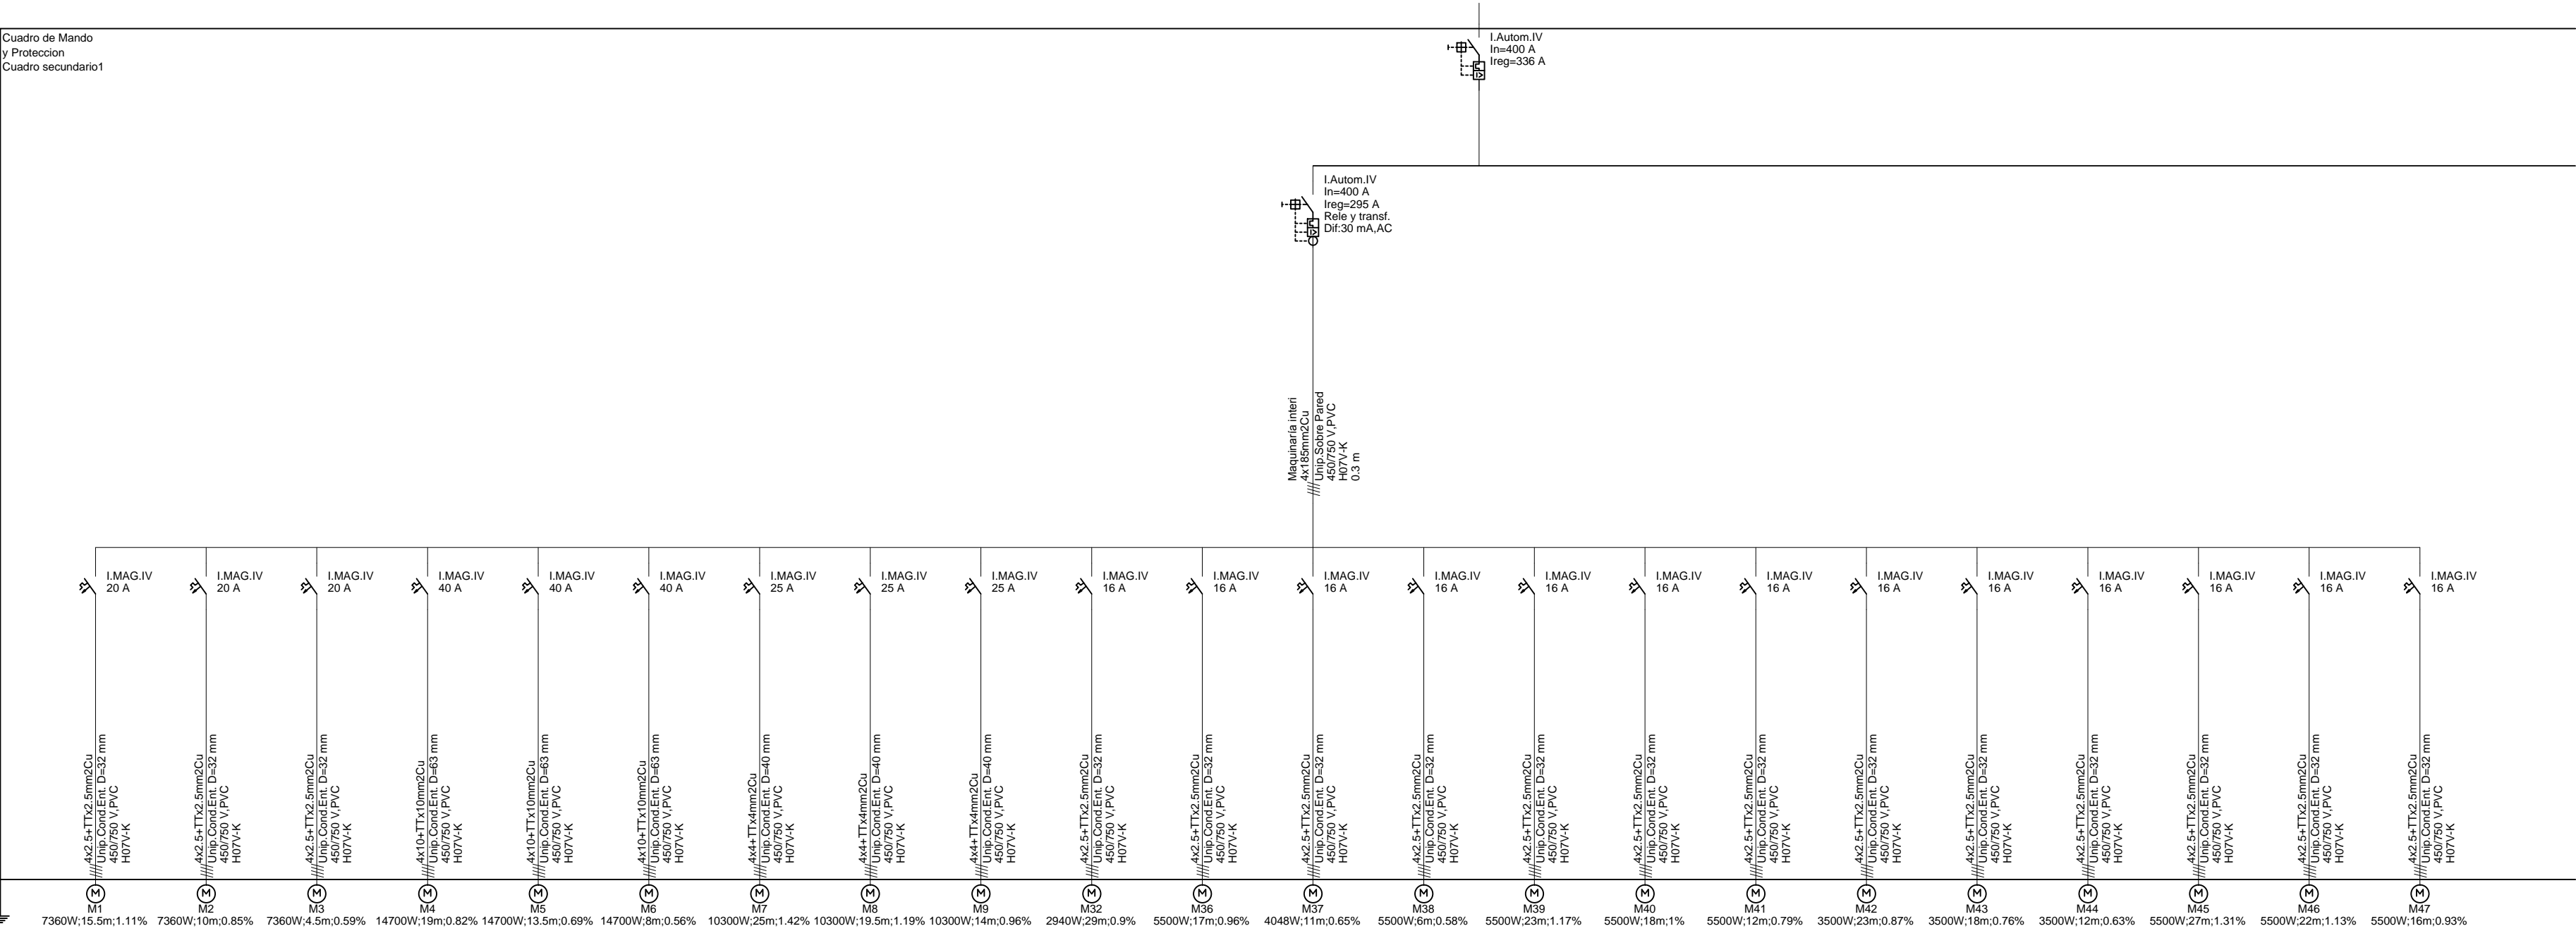 Cuadro de Mando
y Proteccion
Cuadro secundario1
I.Autom.IV
In=400 A
Ireg=336 A
I.Autom.IV
In=400 A
Ireg=295 A
Rele y transf.
Dif:30 mA,AC
Maquinaría interi
4x185mm2Cu
Unip.Sobre Pared
450/750 V,PVC
H07V-K
0.3 m
I.MAG.IV
20 A
I.MAG.IV
20 A
I.MAG.IV
20 A
I.MAG.IV
40 A
I.MAG.IV
40 A
I.MAG.IV
40 A
I.MAG.IV
25 A
I.MAG.IV
25 A
I.MAG.IV
25 A
I.MAG.IV
16 A
I.MAG.IV
16 A
I.MAG.IV
16 A
I.MAG.IV
16 A
I.MAG.IV
16 A
I.MAG.IV
16 A
I.MAG.IV
16 A
I.MAG.IV
16 A
I.MAG.IV
16 A
I.MAG.IV
16 A
I.MAG.IV
16 A
I.MAG.IV
16 A
I.MAG.IV
16 A
4x2.5+TTx2.5mm2Cu
Unip.Cond.Ent. D=32 mm
450/750 V,PVC
H07V-K
4x2.5+TTx2.5mm2Cu
Unip.Cond.Ent. D=32 mm
450/750 V,PVC
H07V-K
4x2.5+TTx2.5mm2Cu
Unip.Cond.Ent. D=32 mm
450/750 V,PVC
H07V-K
4x10+TTx10mm2Cu
Unip.Cond.Ent. D=63 mm
450/750 V,PVC
H07V-K
4x10+TTx10mm2Cu
Unip.Cond.Ent. D=63 mm
450/750 V,PVC
H07V-K
4x10+TTx10mm2Cu
Unip.Cond.Ent. D=63 mm
450/750 V,PVC
H07V-K
4x4+TTx4mm2Cu
Unip.Cond.Ent. D=40 mm
450/750 V,PVC
H07V-K
4x4+TTx4mm2Cu
Unip.Cond.Ent. D=40 mm
450/750 V,PVC
H07V-K
4x4+TTx4mm2Cu
Unip.Cond.Ent. D=40 mm
450/750 V,PVC
H07V-K
4x2.5+TTx2.5mm2Cu
Unip.Cond.Ent. D=32 mm
450/750 V,PVC
H07V-K
4x2.5+TTx2.5mm2Cu
Unip.Cond.Ent. D=32 mm
450/750 V,PVC
H07V-K
4x2.5+TTx2.5mm2Cu
Unip.Cond.Ent. D=32 mm
450/750 V,PVC
H07V-K
4x2.5+TTx2.5mm2Cu
Unip.Cond.Ent. D=32 mm
450/750 V,PVC
H07V-K
4x2.5+TTx2.5mm2Cu
Unip.Cond.Ent. D=32 mm
450/750 V,PVC
H07V-K
4x2.5+TTx2.5mm2Cu
Unip.Cond.Ent. D=32 mm
450/750 V,PVC
H07V-K
4x2.5+TTx2.5mm2Cu
Unip.Cond.Ent. D=32 mm
450/750 V,PVC
H07V-K
4x2.5+TTx2.5mm2Cu
Unip.Cond.Ent. D=32 mm
450/750 V,PVC
H07V-K
4x2.5+TTx2.5mm2Cu
Unip.Cond.Ent. D=32 mm
450/750 V,PVC
H07V-K
4x2.5+TTx2.5mm2Cu
Unip.Cond.Ent. D=32 mm
450/750 V,PVC
H07V-K
4x2.5+TTx2.5mm2Cu
Unip.Cond.Ent. D=32 mm
450/750 V,PVC
H07V-K
4x2.5+TTx2.5mm2Cu
Unip.Cond.Ent. D=32 mm
450/750 V,PVC
H07V-K
4x2.5+TTx2.5mm2Cu
Unip.Cond.Ent. D=32 mm
450/750 V,PVC
H07V-K
M M M M M M M M M M M M M M M M M M M M M M
M1 M2 M3 M4 M5 M6 M7 M8 M9 M32 M36 M37 M38 M39 M40 M41 M42 M43 M44 M45 M46 M47
7360W;15.5m;1.11% 7360W;10m;0.85% 7360W;4.5m;0.59% 14700W;19m;0.82% 14700W;13.5m;0.69% 14700W;8m;0.56% 10300W;25m;1.42% 10300W;19.5m;1.19% 10300W;14m;0.96% 2940W;29m;0.9% 5500W;17m;0.96% 4048W;11m;0.65% 5500W;6m;0.58% 5500W;23m;1.17% 5500W;18m;1% 5500W;12m;0.79% 3500W;23m;0.87% 3500W;18m;0.76% 3500W;12m;0.63% 5500W;27m;1.31% 5500W;22m;1.13% 5500W;16m;0.93%